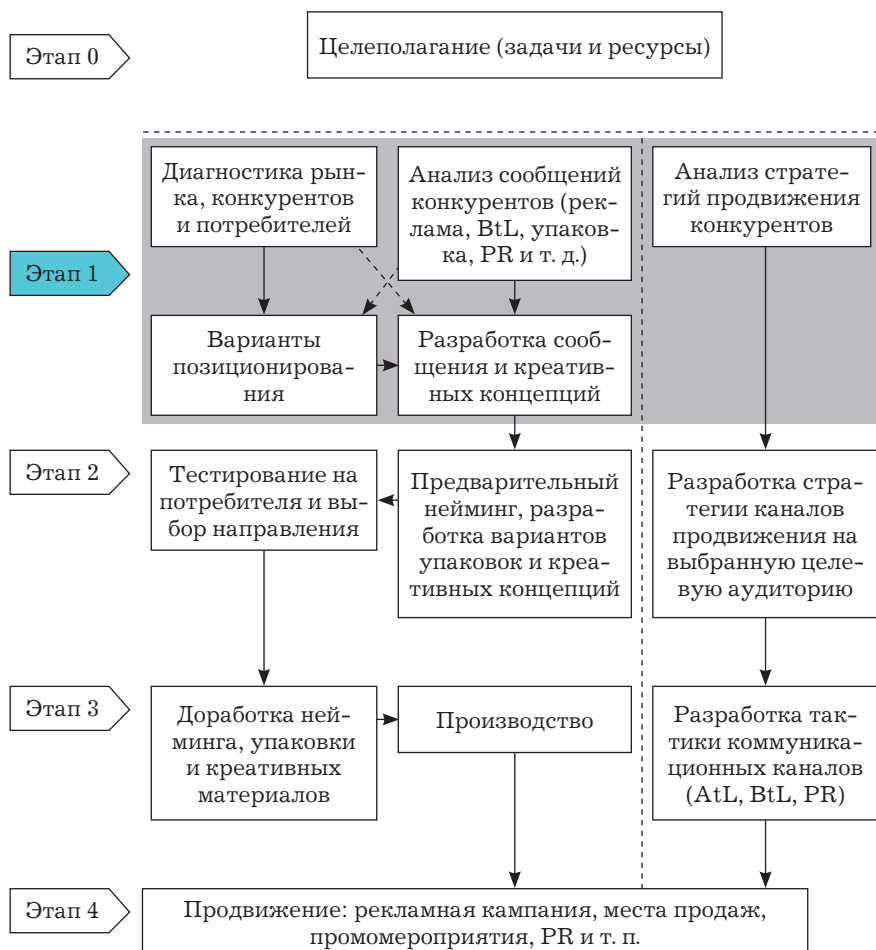 Этап 0
Целеполагание (задачи и ресурсы)
Этап 1
Диагностика рын-
ка, конкурентов
и потребителей
Анализ сообщений
конкурентов (рек-
лама, BtL, упаков-
ка, PR и т. д.)
Анализ страте-
гий продвижения
конкурентов
Варианты
позиционирова-
ния
Разработка сооб-
щения и креатив-
ных концепций
Этап 2
Тестирование на
потребителя и вы-
бор направления
Предварительный
нейминг, разра-
ботка вариантов
упаковок и креа-
тивных концепций
Разработка стра-
тегии каналов
продвижения на
выбранную целе-
вую аудиторию
Этап 3
Доработка ней-
минга, упаковки
и креативных
материалов
Производство
Разработка так-
тики коммуника-
ционных каналов
(AtL, BtL, PR)
Этап 4
Продвижение: рекламная кампания, места продаж,
промомероприятия, PR и т. п.